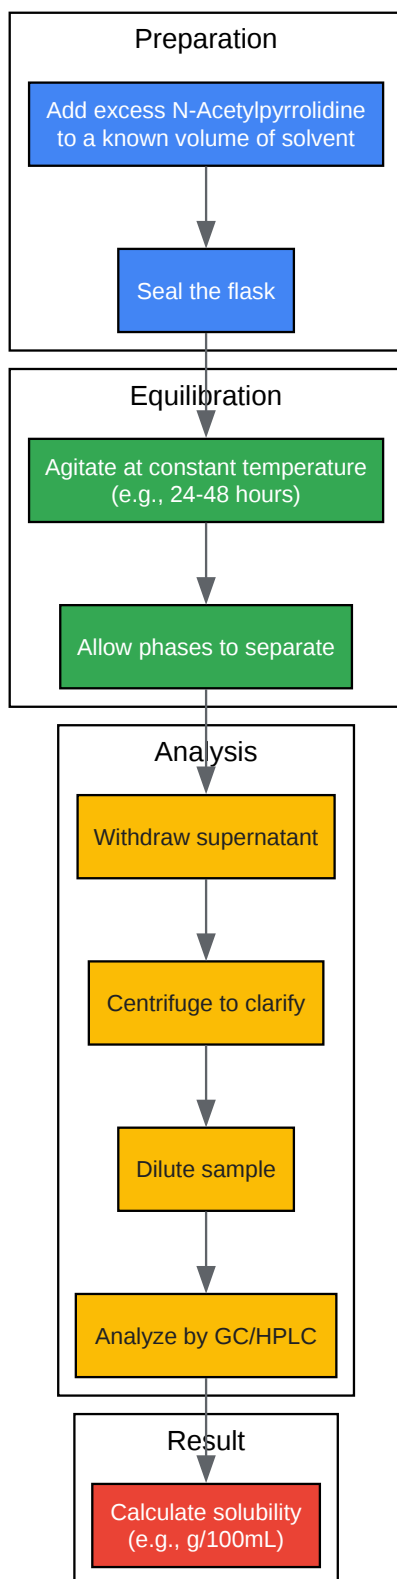 Preparation
Add excess N-Acetylpyrrolidine
to a known volume of solvent
Seal the flask
Equilibration
Agitate at constant temperature
(e.g., 24-48 hours)
Allow phases to separate
Analysis
Withdraw supernatant
Centrifuge to clarify
Dilute sample
Analyze by GC/HPLC
Result
Calculate solubility
(e.g., g/100mL)